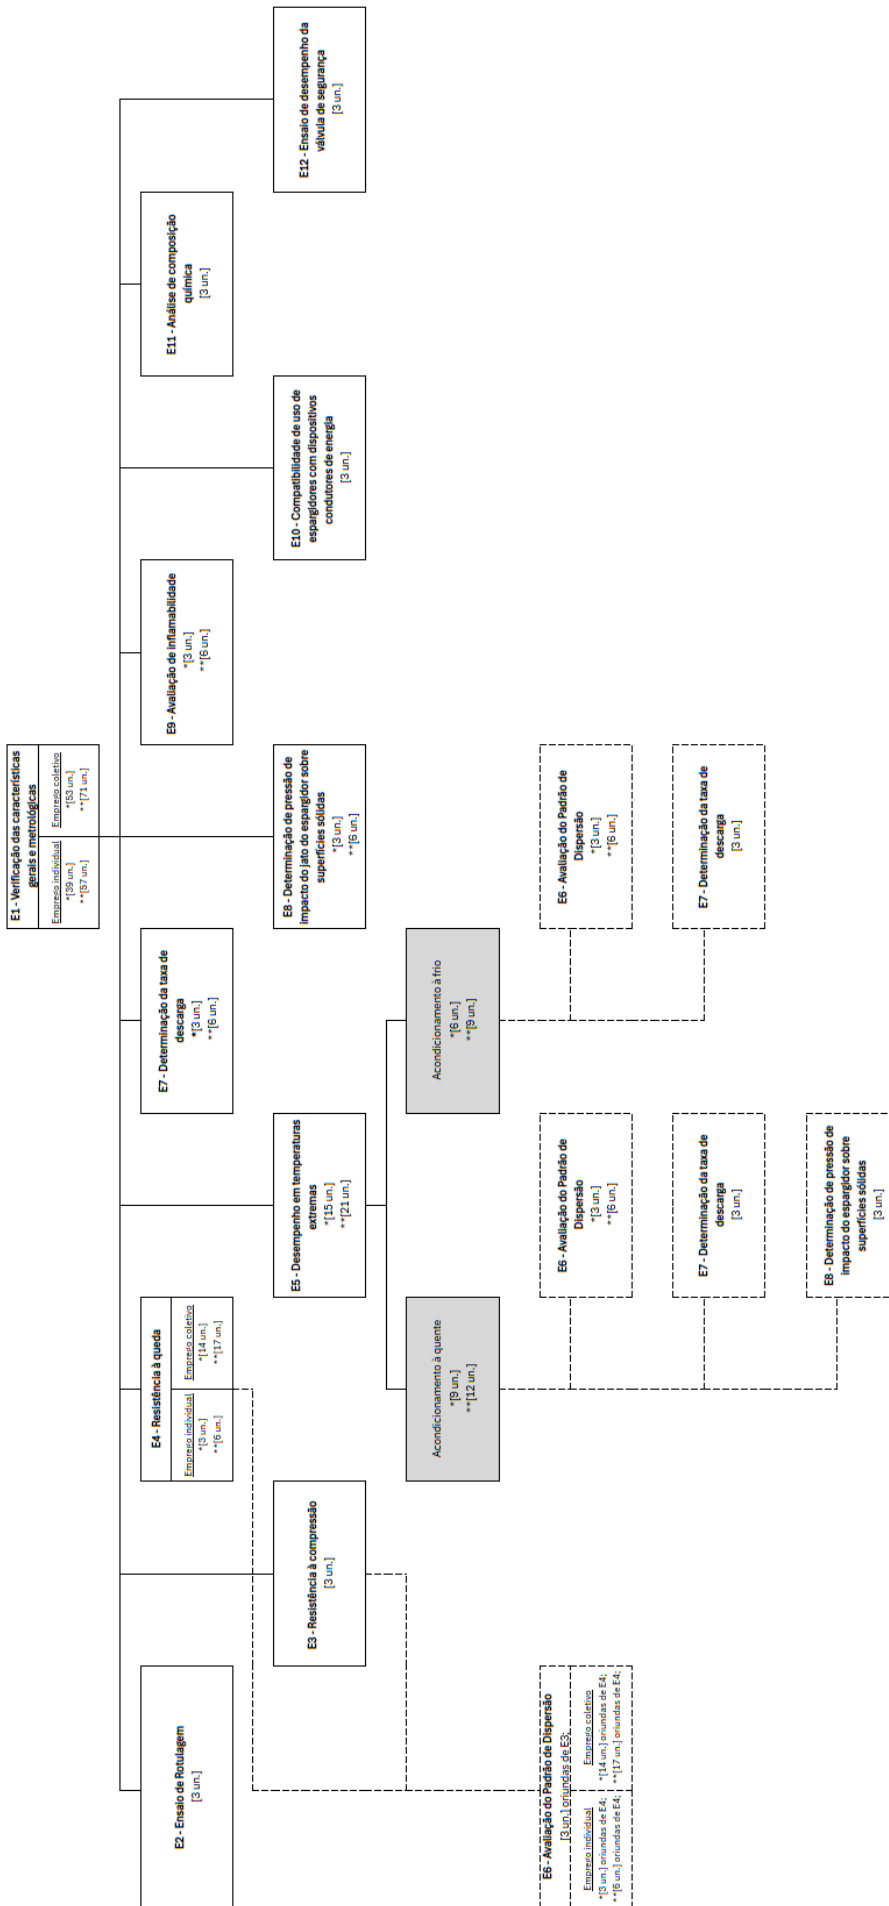 E1 - Verificação das características
gerais e metrológicas
Emprego individual
*[39 un.]
**[57 un.]
Emprego coletivo
*[53 un.]
**[71 un.]
E2 - Ensaio de Rotulagem
[3 un.]
E4 - Resistência à queda
Emprego individual
*[3 un.]
**[6 un.]
Emprego coletivo
*[14 un.]
**[17 un.]
E7 - Determinação da taxa de
descarga
*[3 un.]
**[6 un.]
E9 - Avaliação de inflamabilidade
*[3 un.]
**[6 un.]
E11 - Análise de composição
química
[3 un.]
E3 - Resistência à compressão
[3 un.]
E5 - Desempenho em temperaturas
extremas
*[15 un.]
**[21 un.]
E8 - Determinação de pressão de
impacto do jato do espargidor sobre
superfícies sólidas
*[3 un.]
**[6 un.]
E10 - Compatibilidade de uso de
espargidores com dispositivos
condutores de energia
[3 un.]
E12 - Ensaio de desempenho da
válvula de segurança
[3 un.]
Acondicionamento à quente
*[9 un.]
**[12 un.]
Acondicionamento à frio
*[6 un.]
**[9 un.]
E6 - Avaliação do Padrão de Dispersão
[3 un.] oriundas de E3;
Emprego individual
*[3 un.] oriundas de E4;
**[6 un.] oriundas de E4;
Emprego coletivo
*[14 un.] oriundas de E4;
**[17 un.] oriundas de E4;
E6 - Avaliação do Padrão de
Dispersão
*[3 un.]
**[6 un.]
E6 - Avaliação do Padrão de
Dispersão
*[3 un.]
**[6 un.]
E7 - Determinação da taxa de
descarga
[3 un.]
E7 - Determinação da taxa de
descarga
[3 un.]
E8 - Determinação de pressão de
impacto do espargidor sobre
superfícies sólidas
[3 un.]